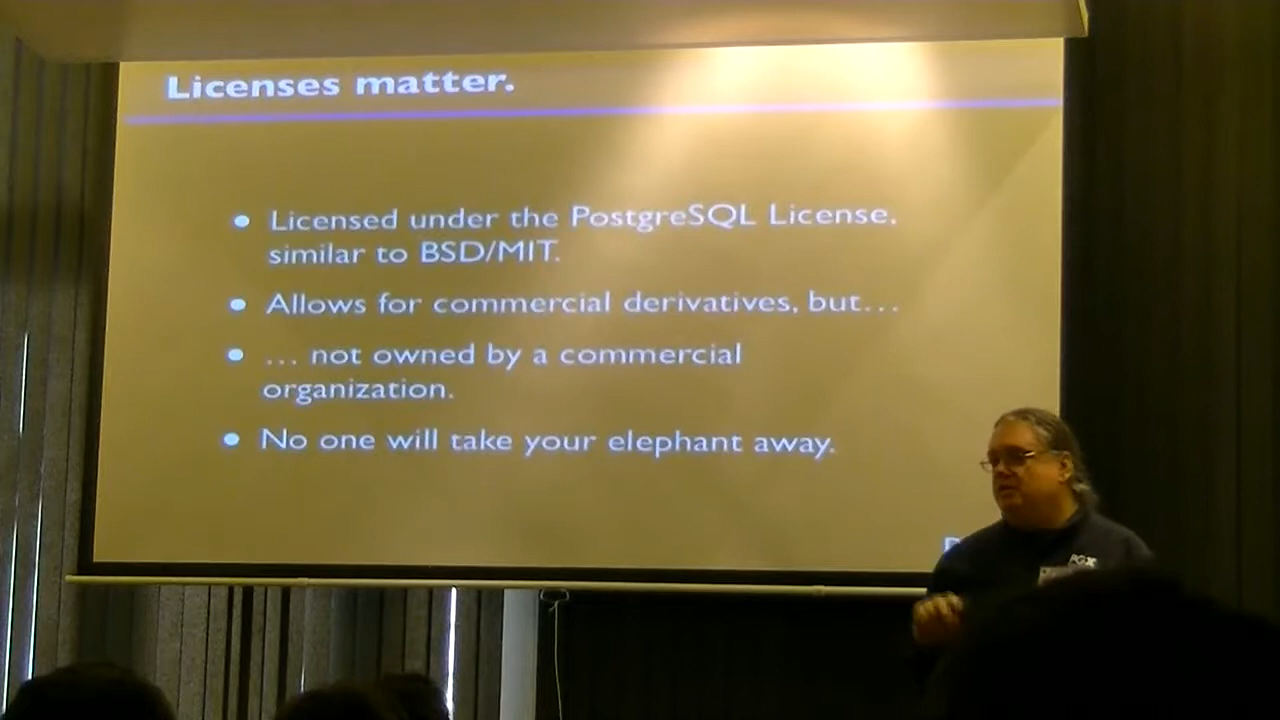 Licenses matter.
• Licensed under the PostgreSQL License,
similar to BSD/MIT.
• Allows for commercial derivatives, but…
• … not owned by a commercial
organization.
• No one will take your elephant away.
PGX